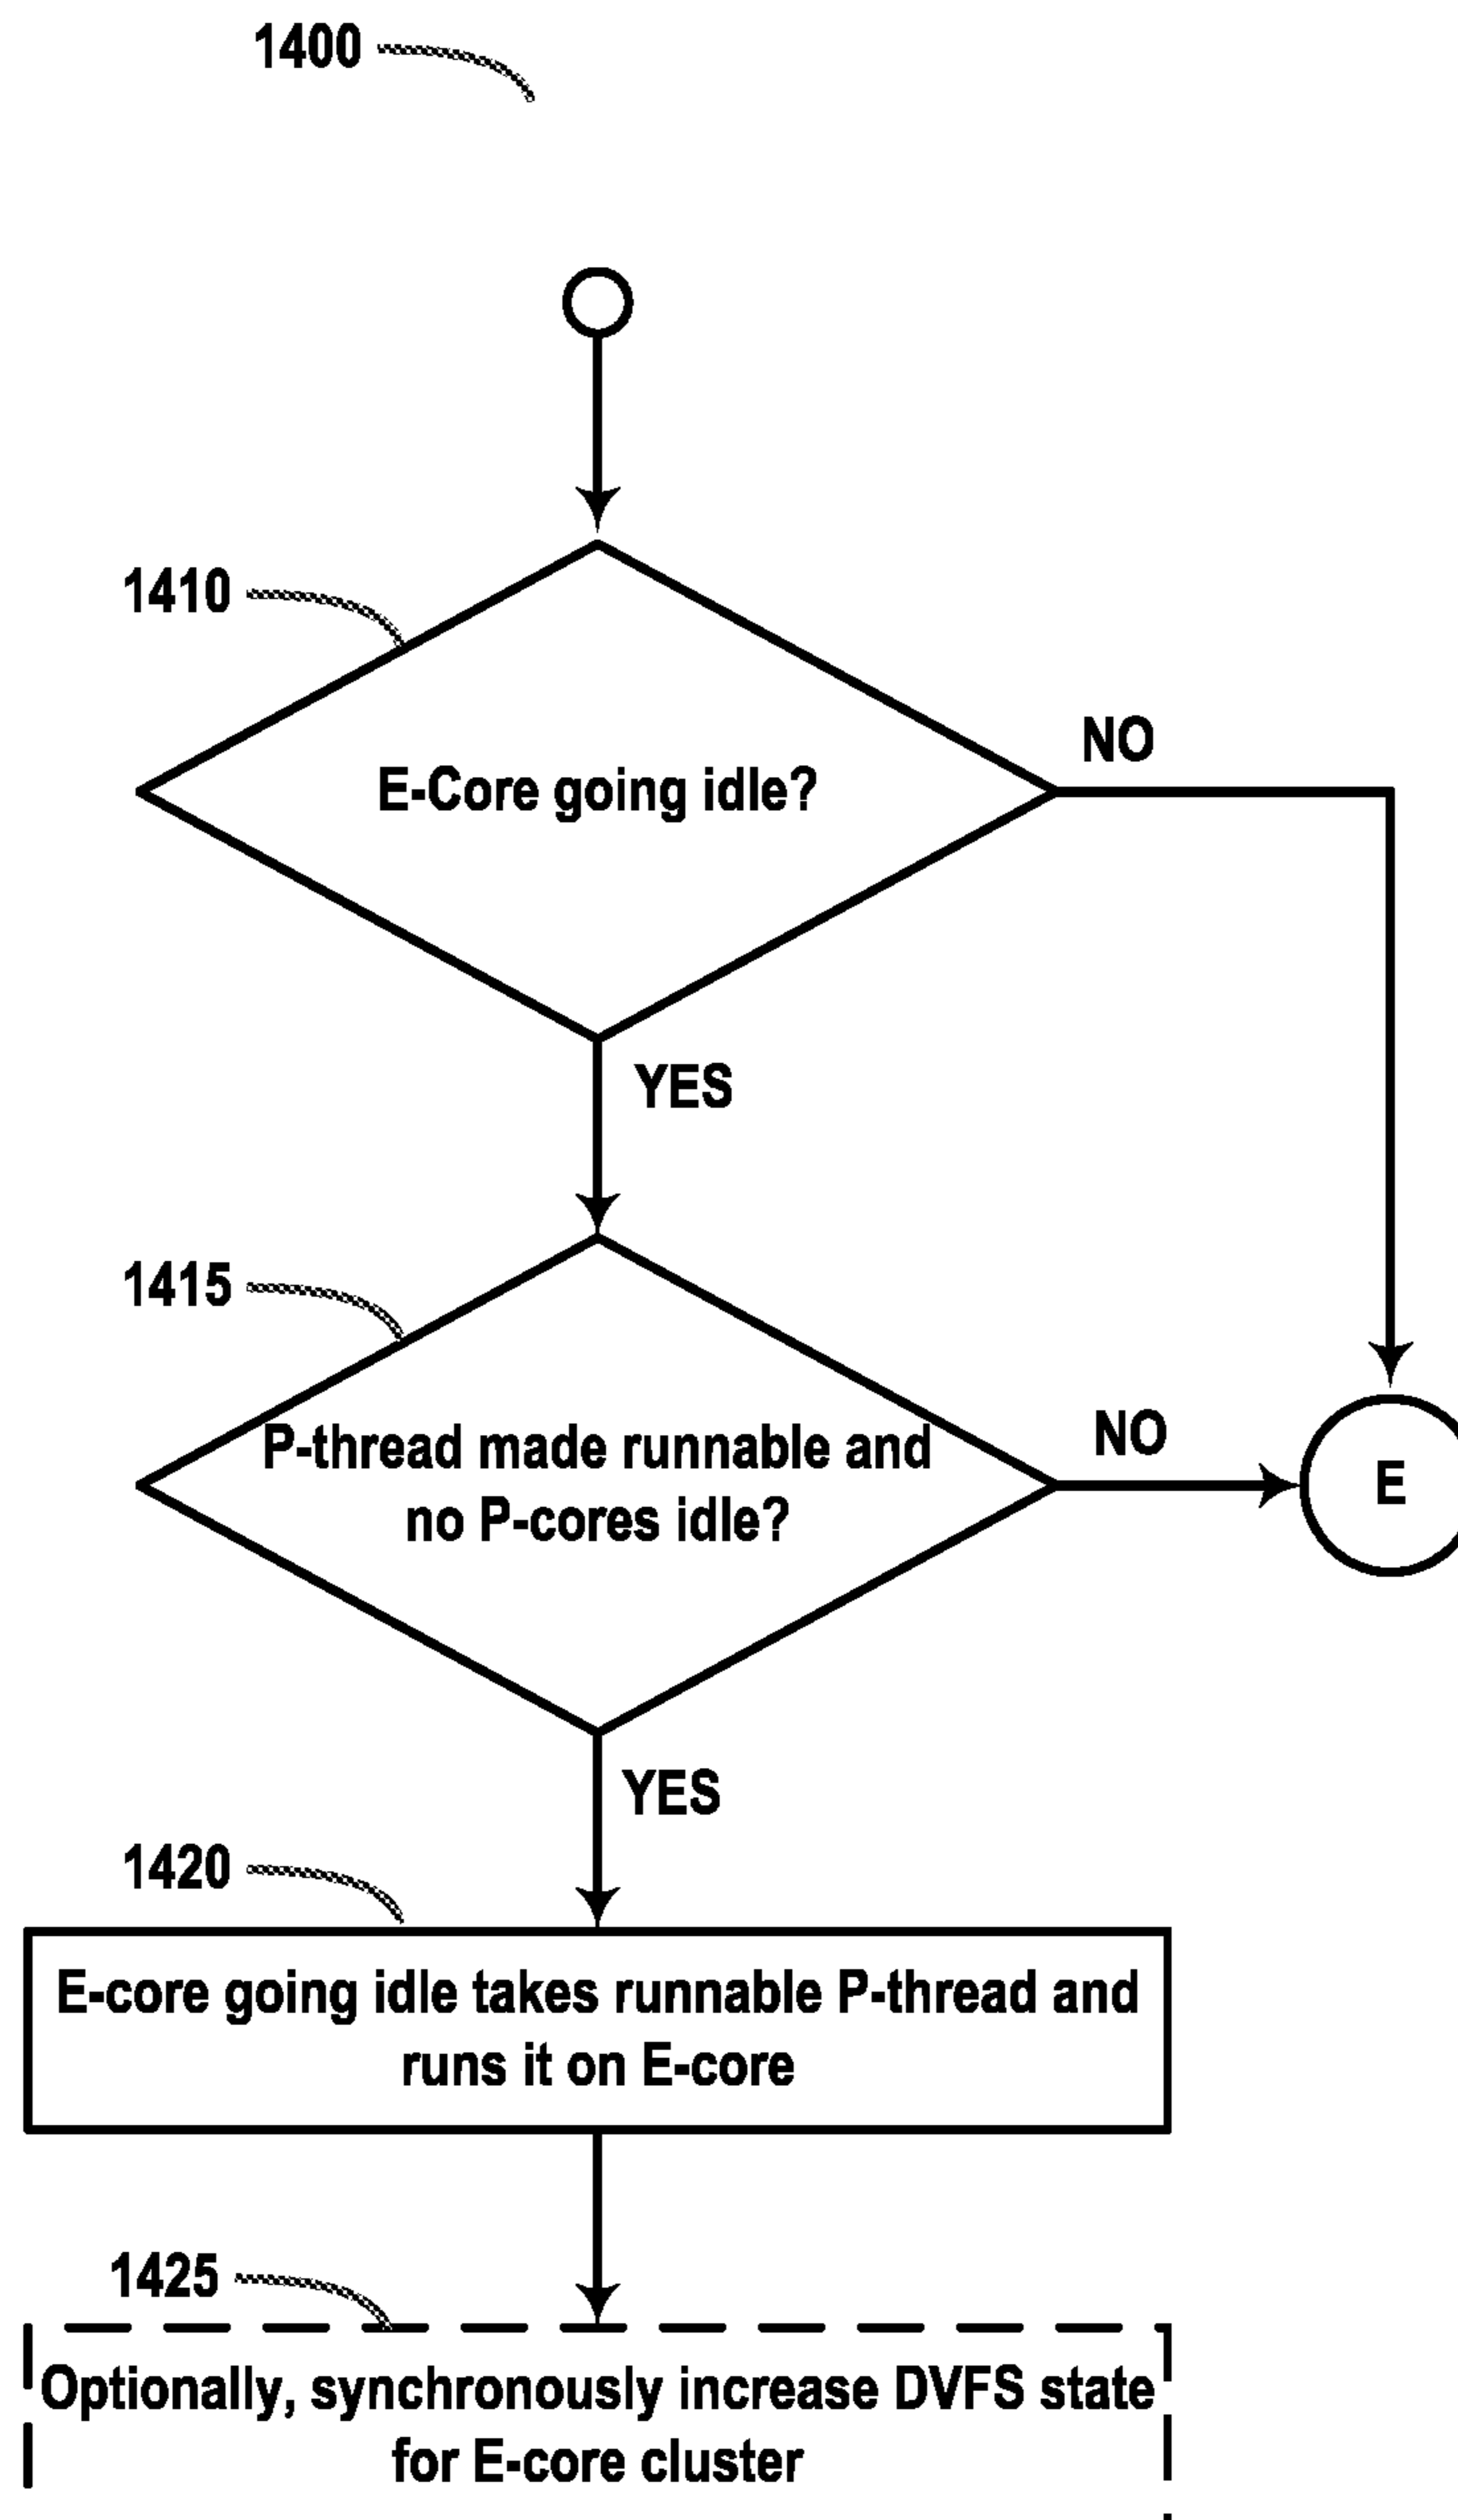 1400
1410
E-Core going idle?
NO
YES
1415
P-thread made runnable and
no P-cores idle?
NO
E
YES
1420
E-core going idle takes runnable P-thread and
runs it on E-core
1425
Optionally, synchronously increase DVFS state
for E-core cluster